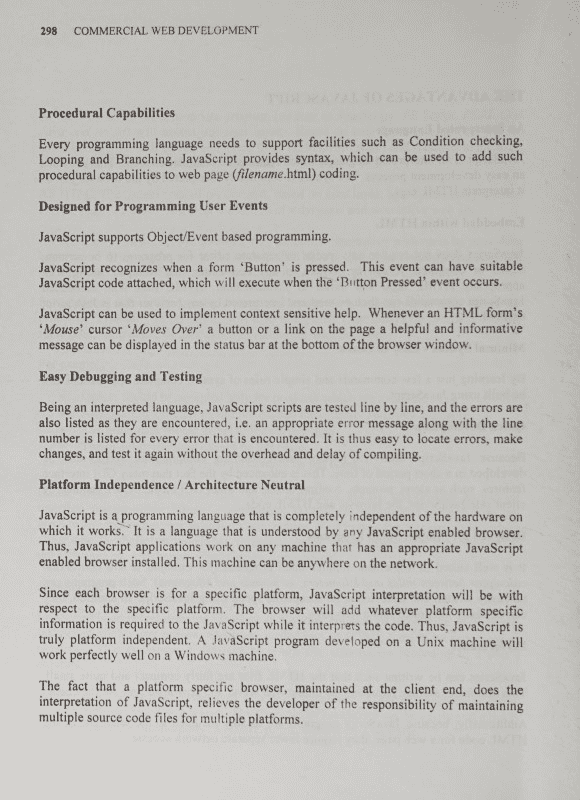 298 COMMERCIAL WEB DEVELOPMENT
Procedural Capabilities
Every programming language needs to support facilities such as Condition checking,
Looping and Branching. JavaScript provides syntax, which can be used to add such
procedural capabilities to web page (filename.html) coding.
Designed for Programming User Events
JavaScript supports Object/Event based programming.
JavaScript recognizes when a form 'Button' is pressed. This event can have suitable
JavaScript code attached, which will execute when the 'Button Pressed' event occurs.
JavaScript can be used to implement context sensitive help. Whenever an HTML form's
'Mouse' cursor 'Moves Over' a button or a link on the page a helpful and informative
message can be displayed in the status bar at the bottom of the browser window.
Easy Debugging and Testing
Being an interpreted language, JavaScript scripts are tested line by line, and the errors are
also listed as they are encountered, i.e. an appropriate error message along with the line
number is listed for every error that is encountered. It is thus easy to locate errors, make
changes, and test it again without the overhead and delay of compiling.
Platform Independence / Architecture Neutral
JavaScript is a programming language that is completely independent of the hardware on
which it works. It is a language that is understood by any JavaScript enabled browser.
Thus, JavaScript applications work on any machine that has an appropriate JavaScript
enabled browser installed. This machine can be anywhere on the network.
Since each browser is for a specific platform, JavaScript interpretation will be with
respect to the specific platform. The browser will add whatever platform specific
information is required to the JavaScript while it interprets the code. Thus, JavaScript is
truly platform independent. A JavaScript program developed on a Unix machine will
work perfectly well on a Windows machine.
The fact that a platform specific browser, maintained at the client end, does the
interpretation of JavaScript, relieves the developer of the responsibility of maintaining
multiple source code files for multiple platforms.